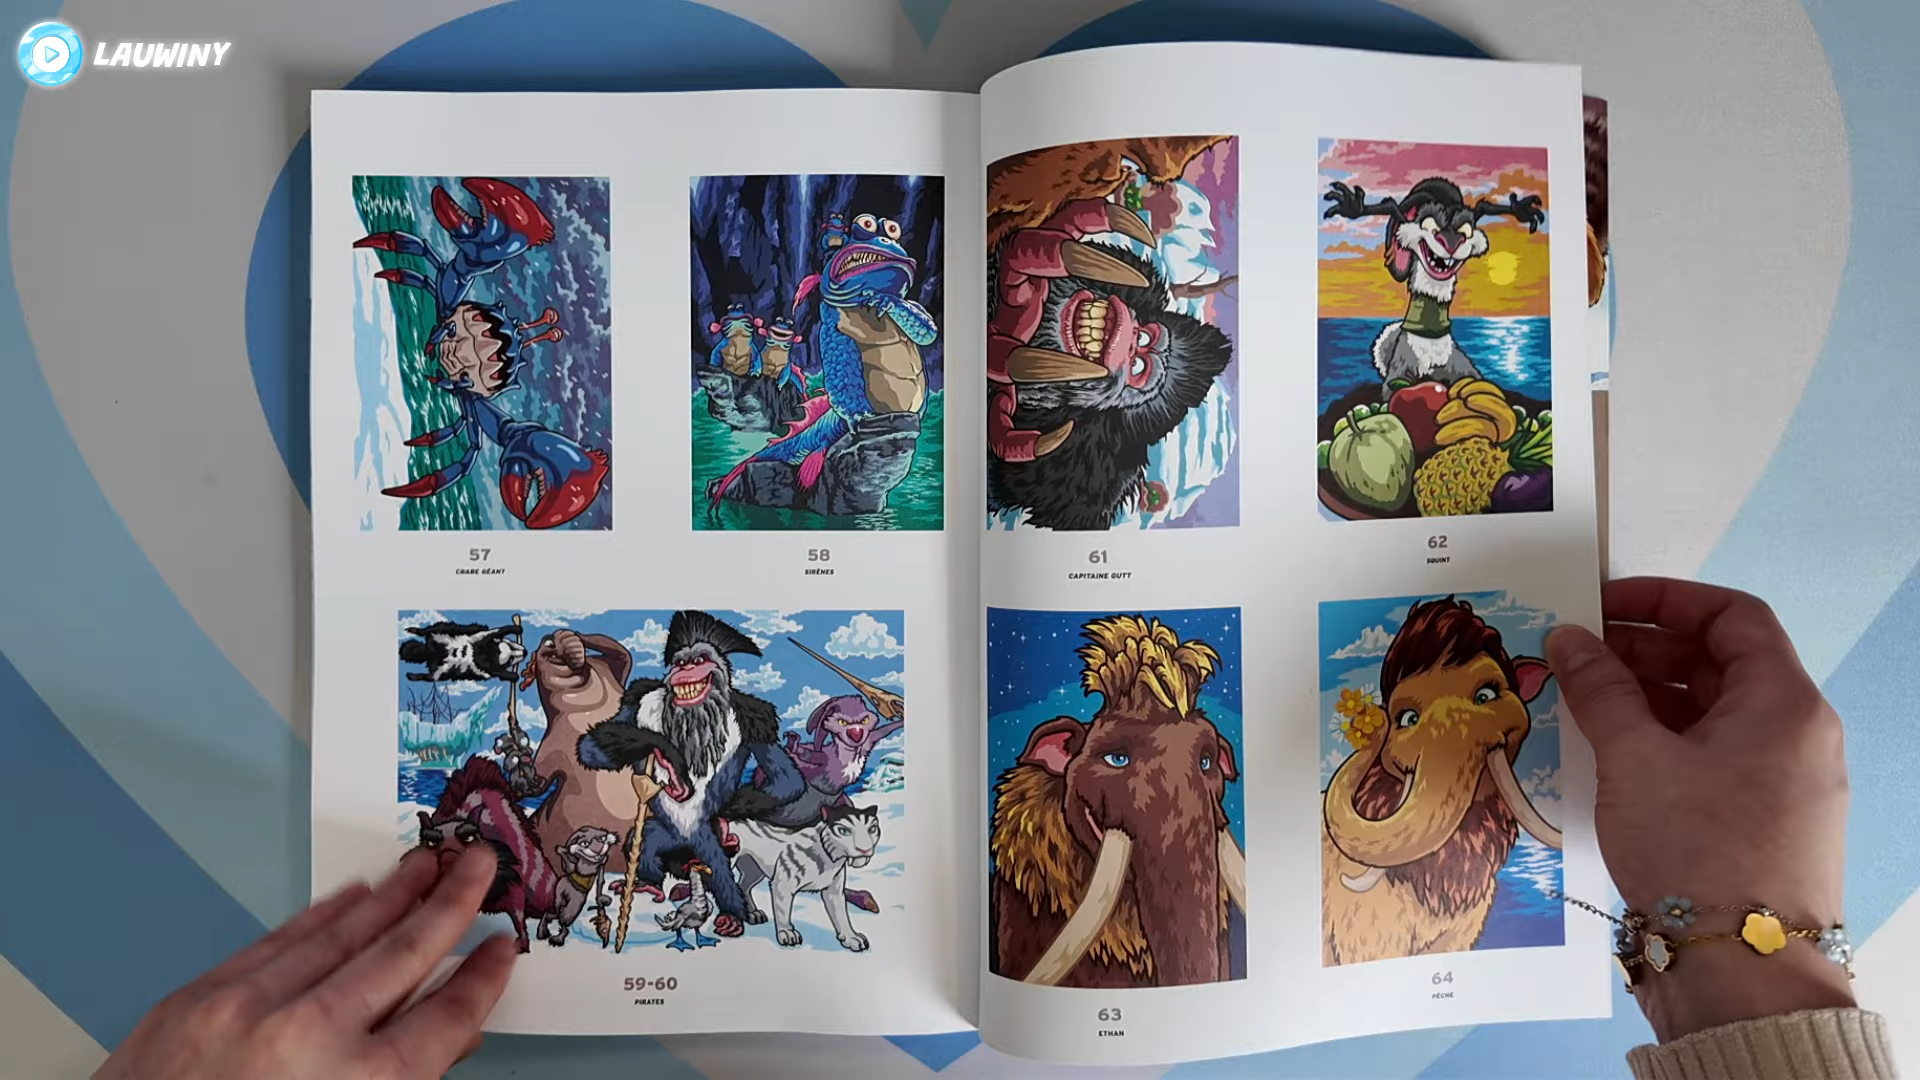 LAUWINY
57
CRABE GÉANT
58
SIRÈNES
59-60
PIRATES
61
CAPITAINE GUTT
62
SQUINT
63
ETHAN
64
PÊCHE